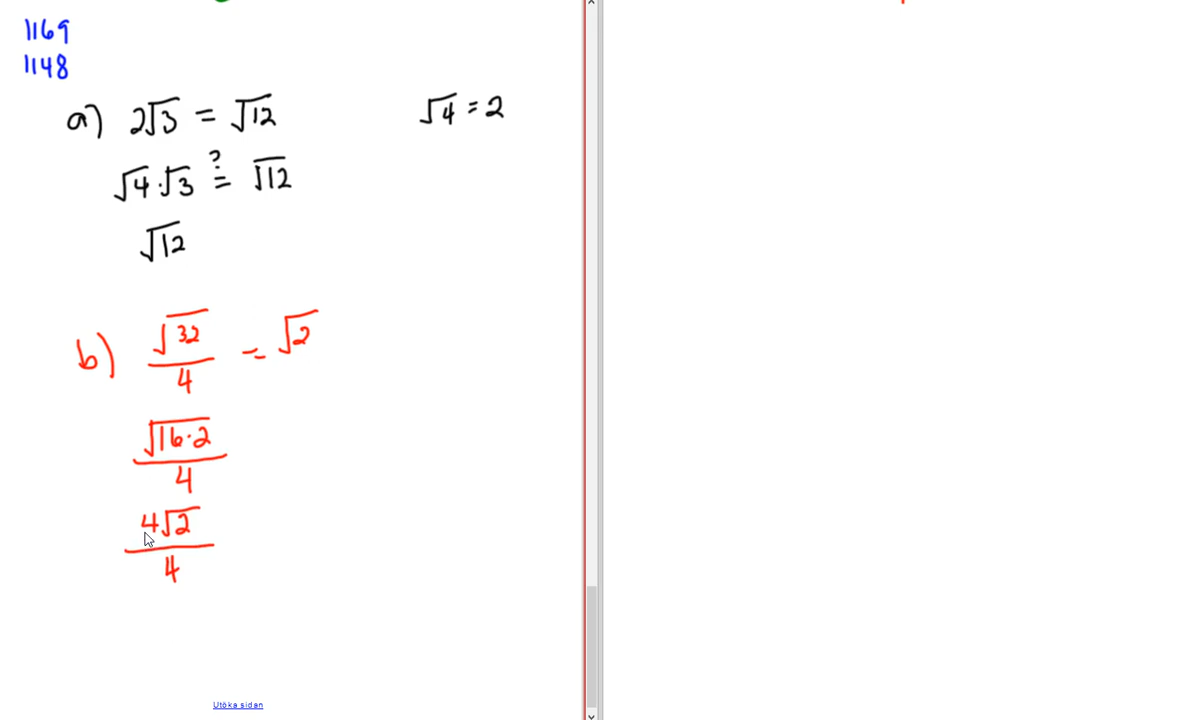 1169
1148
a) 2√3 = √12 √4 = 2
√4·√3 ?= √12
√12
b) √32/4 = √2
√16·2/4
4√2/4
Utöka sidan